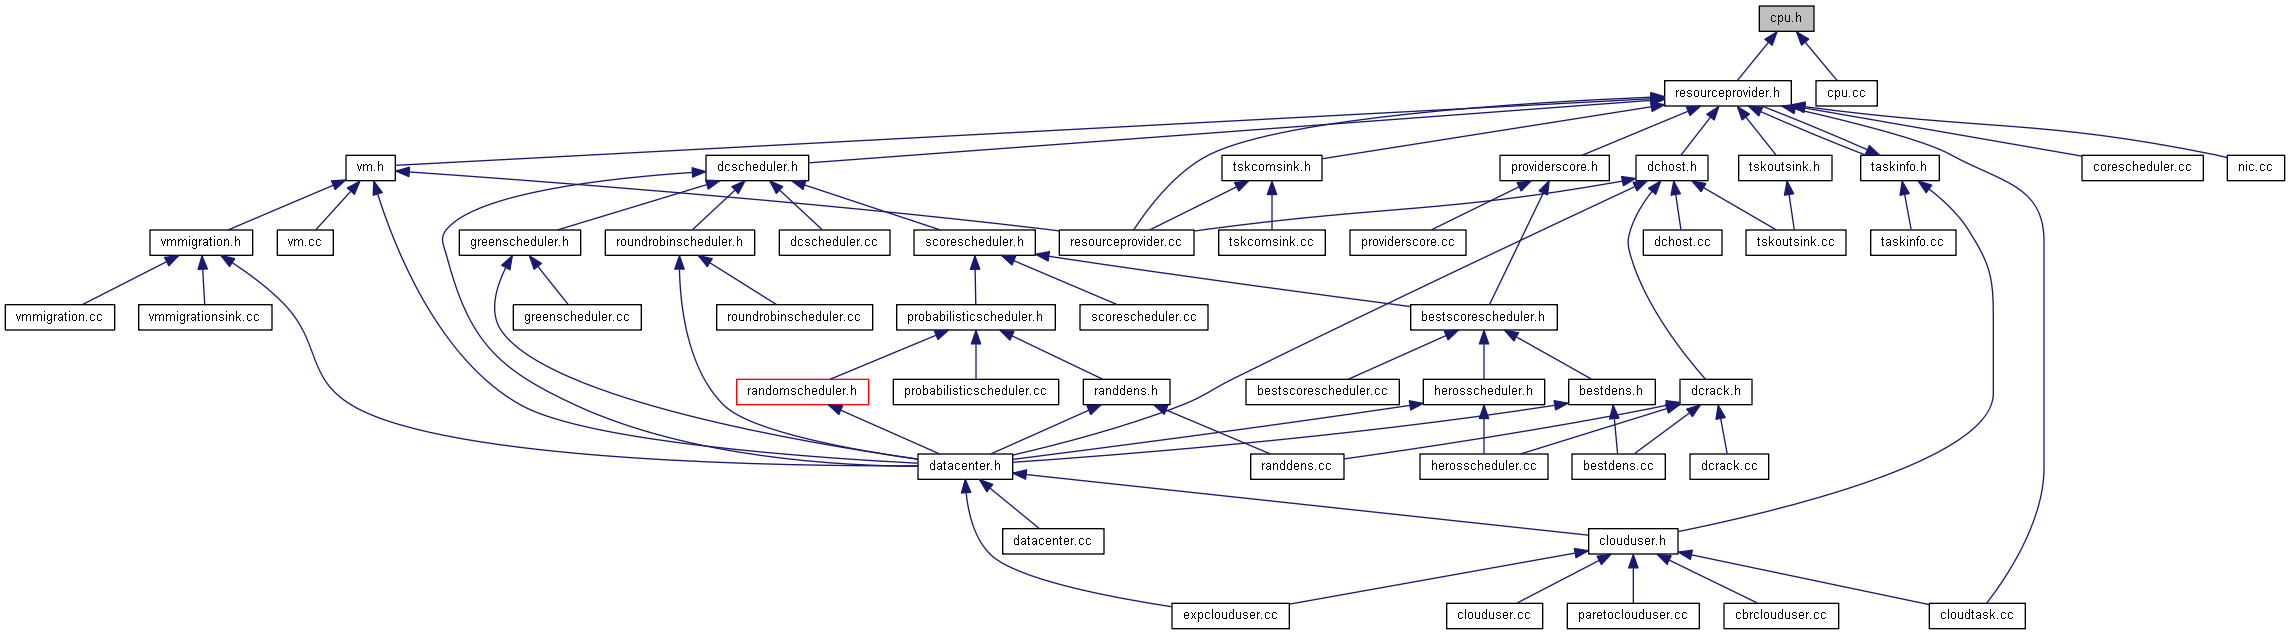 cpu.h
resourceprovider.h
cpu.cc
vm.h
dcscheduler.h
tskcomsink.h
providerscore.h
dchost.h
tskoutsink.h
taskinfo.h
corescheduler.cc
nic.cc
vmmigration.h
vm.cc
greenscheduler.h
roundrobinscheduler.h
dcscheduler.cc
scorescheduler.h
resourceprovider.cc
tskcomsink.cc
providerscore.cc
dchost.cc
tskoutsink.cc
taskinfo.cc
vmmigration.cc
vmmigrationsink.cc
greenscheduler.cc
roundrobinscheduler.cc
probabilisticscheduler.h
scorescheduler.cc
bestscorescheduler.h
randomscheduler.h
probabilisticscheduler.cc
randdens.h
bestscorescheduler.cc
herosscheduler.h
bestdens.h
dcrack.h
datacenter.h
randdens.cc
herosscheduler.cc
bestdens.cc
dcrack.cc
datacenter.cc
clouduser.h
expclouduser.cc
clouduser.cc
paretoclouduser.cc
cbrclouduser.cc
cloudtask.cc